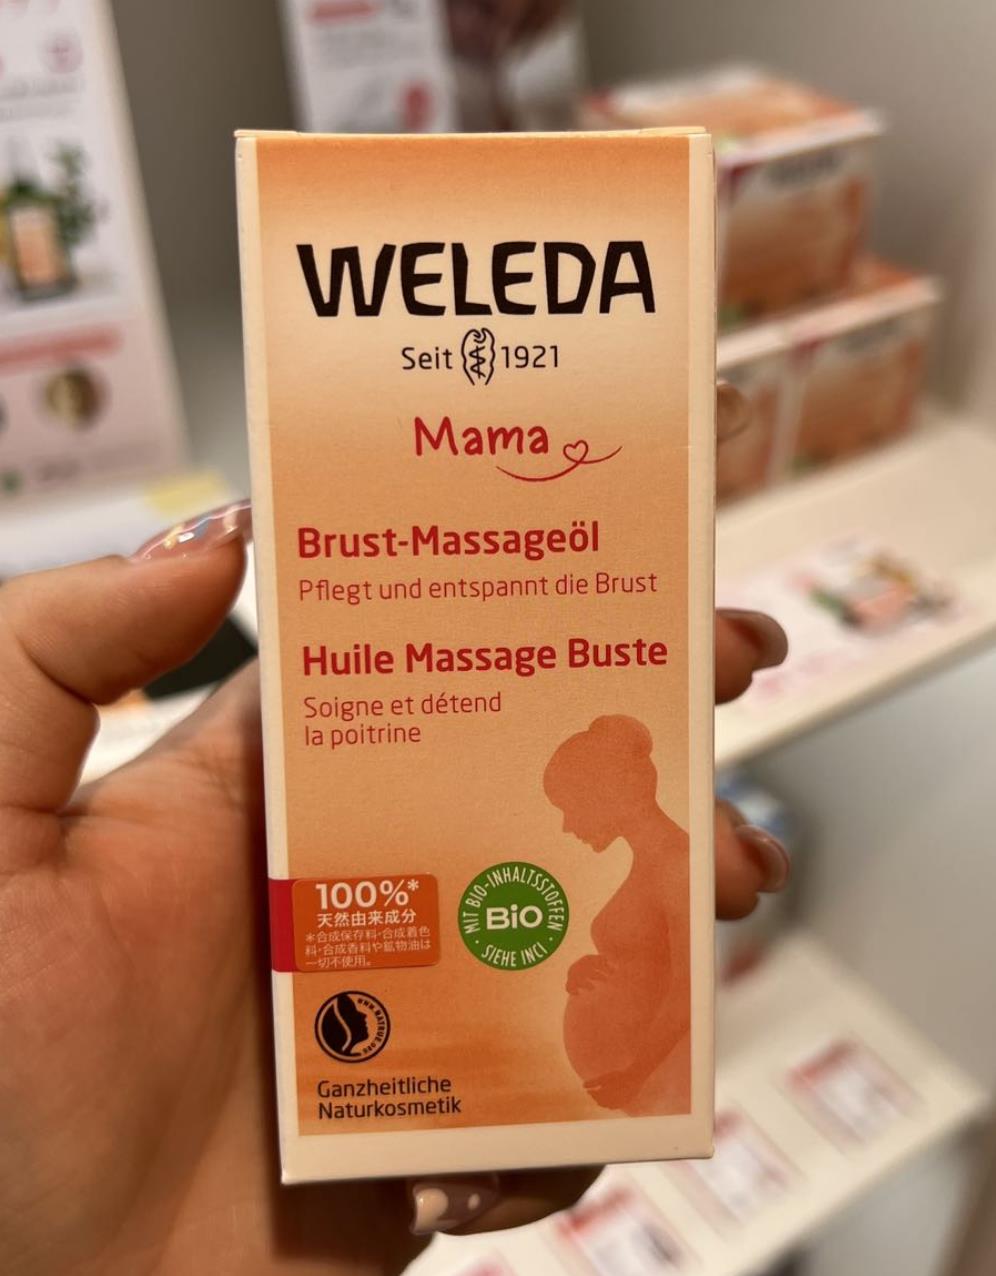 WELEDA
Seit 1921
Mama
Brust-Massageöl
Pflegt und entspannt die Brust
Huile Massage Buste
Soigne et détend
la poitrine
100%*
天然由来成分
*合成保存料・合成着色
料・合成香料や鉱物油は
一切不使用。
MIT BIO-INHALTSSTOFFEN
BiO
SIEHE INCI
WWW.NATRUE.ORG
Ganzheitliche
Naturkosmetik